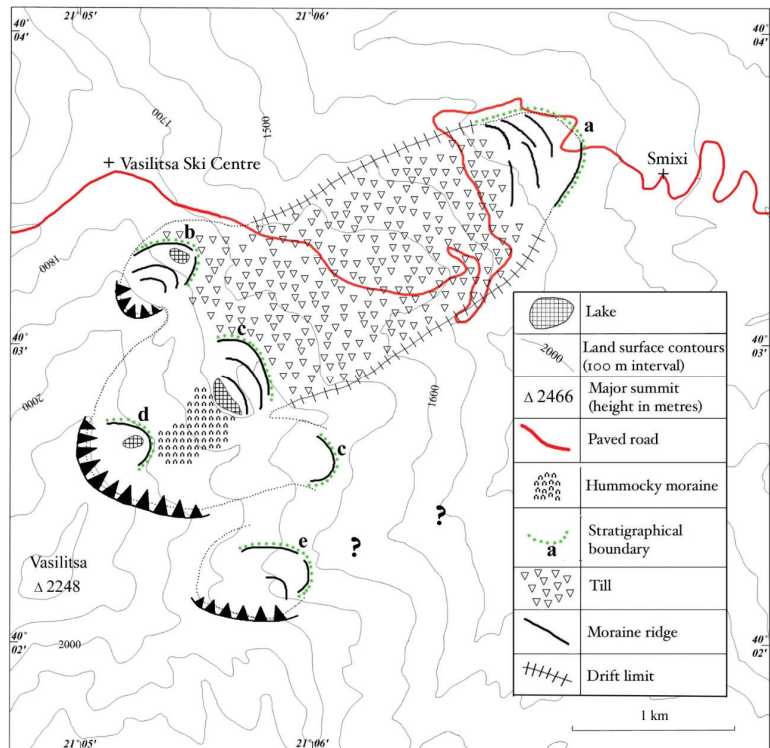 21° 05'
21° 06'
40°
04'
40°
04'
1700
1500
a
+ Vasilitsa Ski Centre
Smixi
+
b
1800
40°
03'
40°
03'
c
2000
1600
d
c
?
?
e
Vasilitsa
Δ 2248
2000
40°
02'
40°
02'
21° 05'
21° 06'
Lake
2000
Land surface contours
(100 m interval)
Δ 2466
Major summit
(height in metres)
Paved road
Hummocky moraine
a
Stratigraphical
boundary
Till
Moraine ridge
Drift limit
1 km